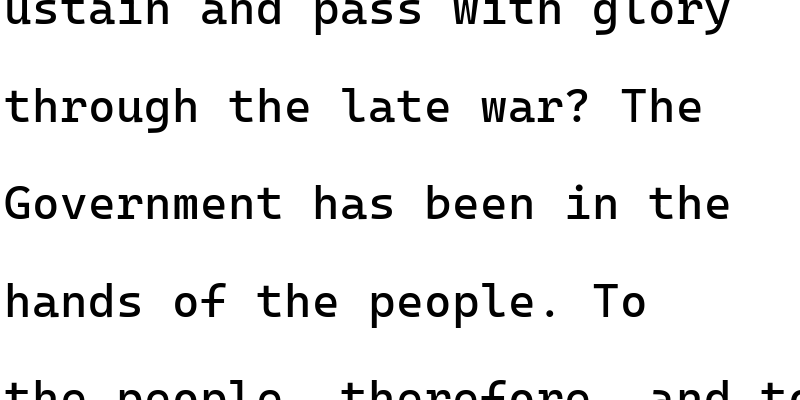 ustain and pass with glory
through the late war? The
Government has been in the
hands of the people. To
the people, therefore, and to